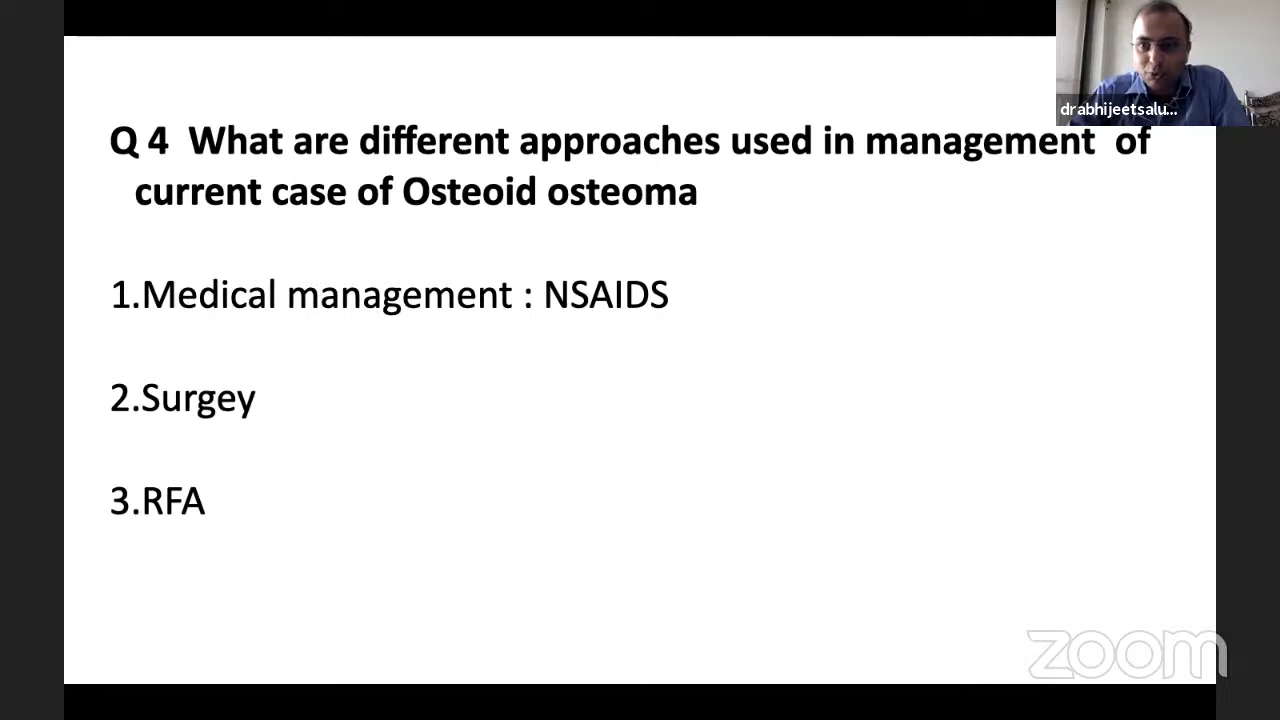 drabhijeetsalu...
Q 4 What are different approaches used in management of
current case of Osteoid osteoma
1.Medical management : NSAIDS
2.Surgey
3.RFA
zoom